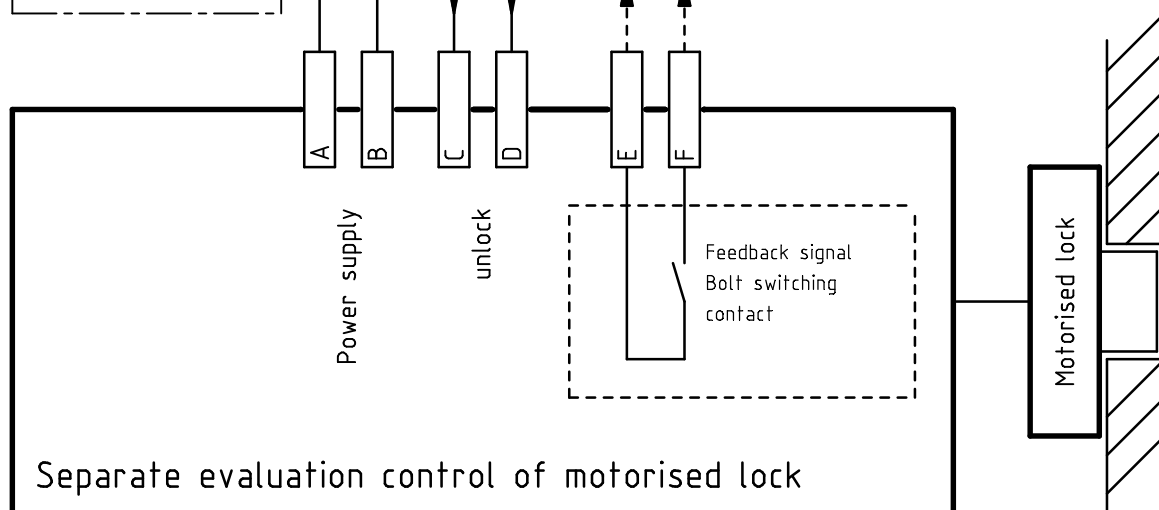 A
B
C
D
E
F
Power supply
unlock
Feedback signal
Bolt switching
contact
Motorised lock
Separate evaluation control of motorised lock